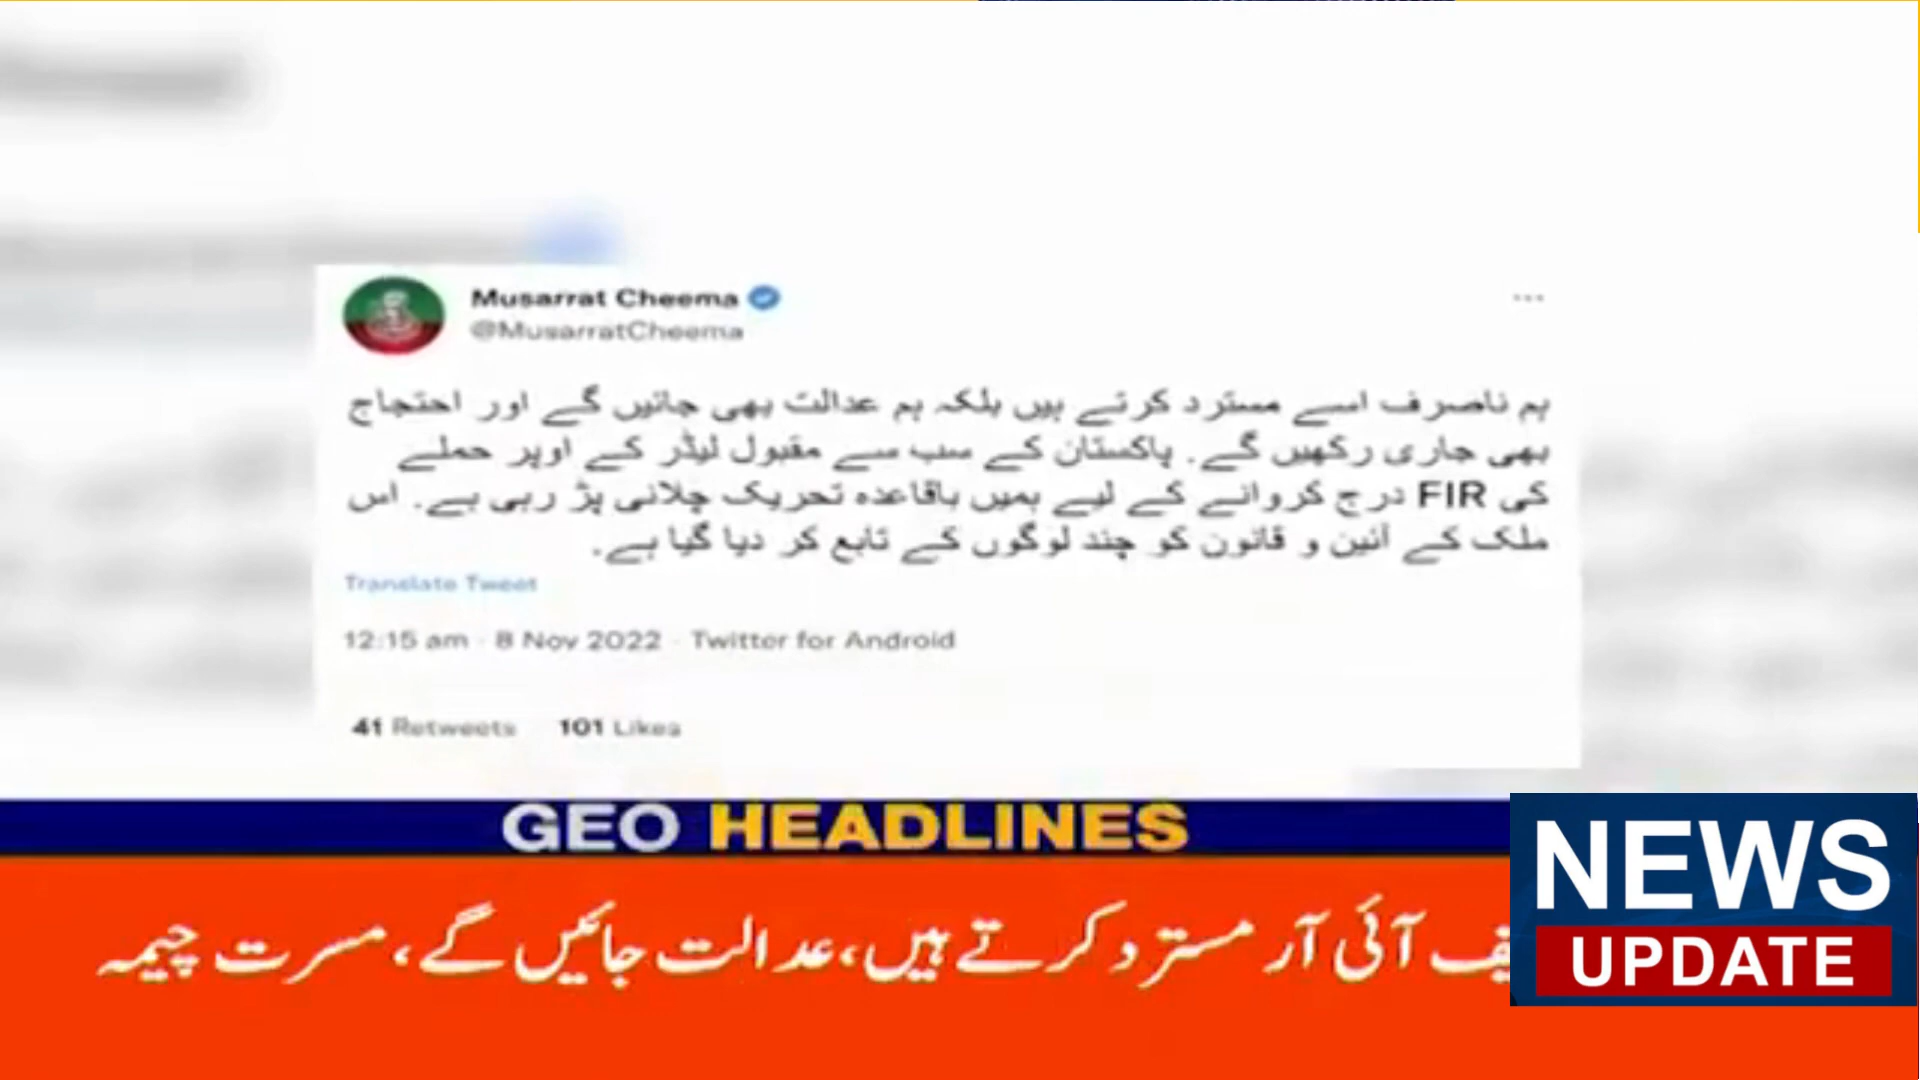 Musarrat Cheema
@MusarratCheema
ہم ناصرف اسے مسترد کرتے ہیں بلکہ ہم عدالت بھی جائیں گے اور احتجاج
بھی جاری رکھیں گے۔ پاکستان کے سب سے مقبول لیڈر کے اوپر حملے
کی FIR درج کروانے کے لیے ہمیں باقاعدہ تحریک چلانی پڑ رہی ہے۔ اس
ملک کے آئین و قانون کو چند لوگوں کے تابع کر دیا گیا ہے۔
Translate Tweet
12:15 am · 8 Nov 2022 · Twitter for Android
41 Retweets 101 Likes
GEO HEADLINES
آئی آر مسترد کرتے ہیں، عدالت جائیں گے، مسرت چیمہ
NEWS
UPDATE